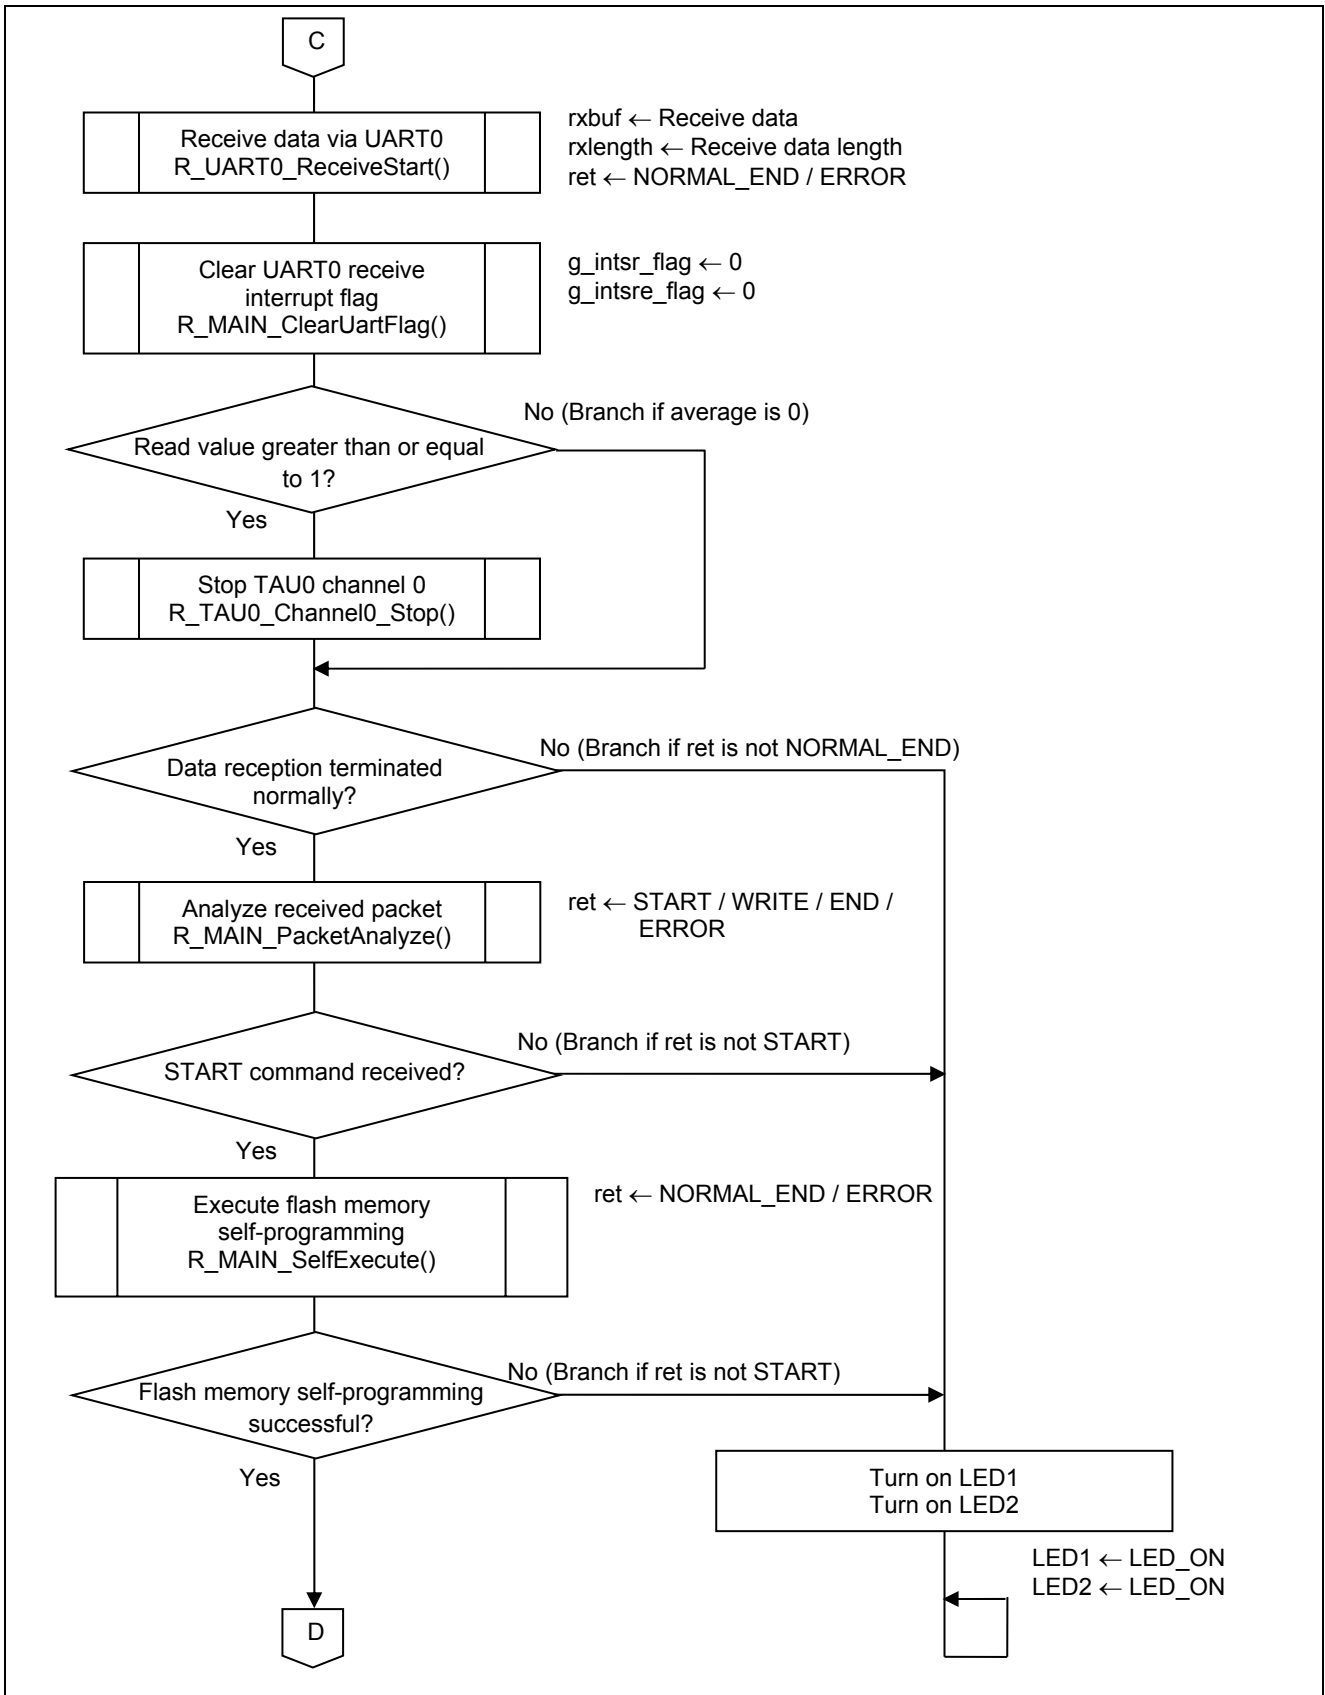 C
Receive data via UART0
R_UART0_ReceiveStart()
rxbuf ← Receive data
rxlength ← Receive data length
ret ← NORMAL_END / ERROR
Clear UART0 receive
interrupt flag
R_MAIN_ClearUartFlag()
g_intsr_flag ← 0
g_intsre_flag ← 0
No (Branch if average is 0)
Read value greater than or equal
to 1?
Yes
Stop TAU0 channel 0
R_TAU0_Channel0_Stop()
No (Branch if ret is not NORMAL_END)
Data reception terminated
normally?
Yes
Analyze received packet
R_MAIN_PacketAnalyze()
ret ← START / WRITE / END /
ERROR
No (Branch if ret is not START)
START command received?
Yes
Execute flash memory
self-programming
R_MAIN_SelfExecute()
ret ← NORMAL_END / ERROR
No (Branch if ret is not START)
Flash memory self-programming
successful?
Yes
Turn on LED1
Turn on LED2
LED1 ← LED_ON
LED2 ← LED_ON
D